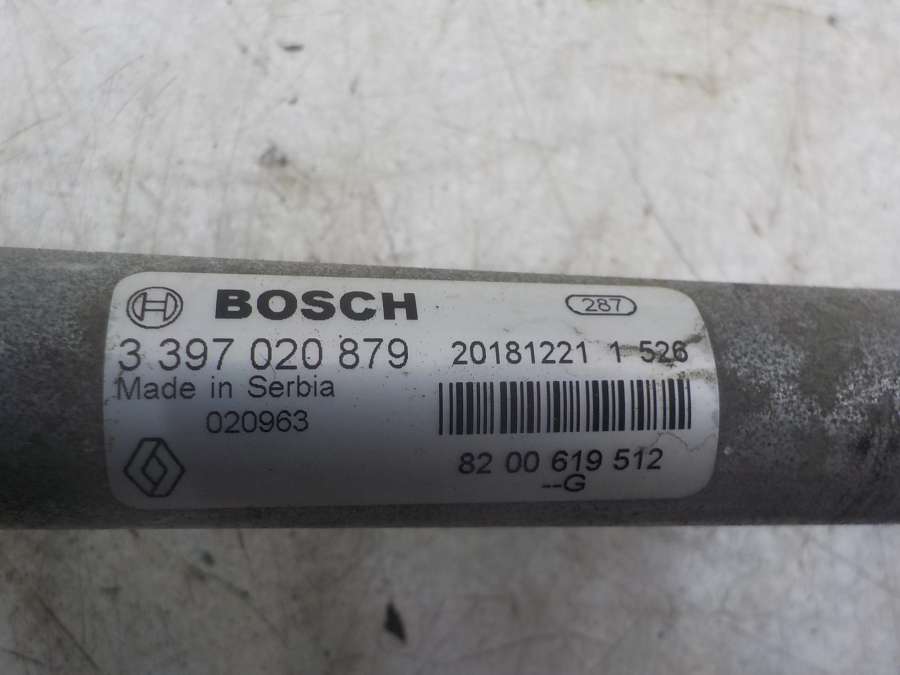 BOSCH
287
3 397 020 879
20181221 1 526
Made in Serbia
020963
82 00 619 512
--G